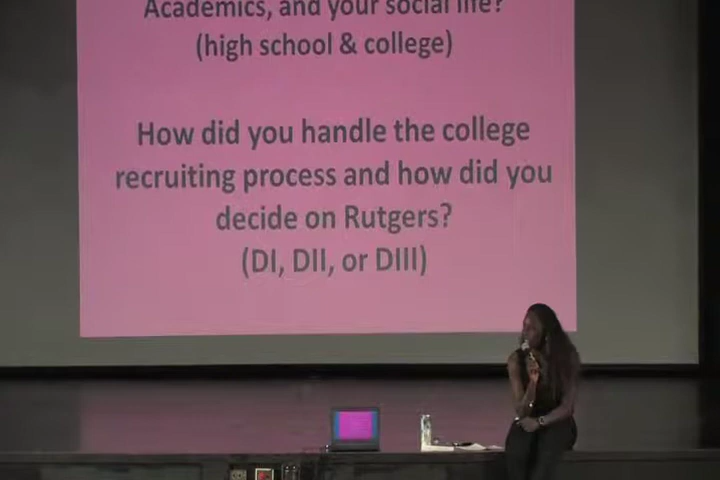 Academics, and your social life?
(high school & college)
How did you handle the college
recruiting process and how did you
decide on Rutgers?
(DI, DII, or DIII)